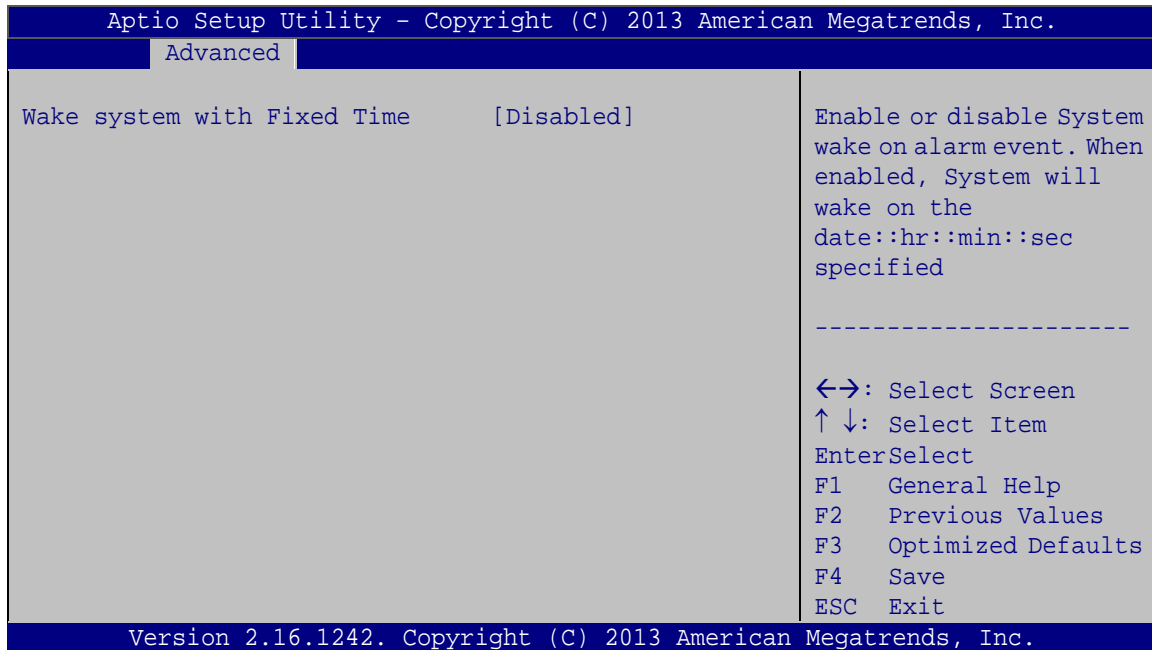 Aptio Setup Utility – Copyright (C) 2013 American Megatrends, Inc.
Advanced
Wake system with Fixed Time [Disabled]
Enable or disable System
wake on alarm event. When
enabled, System will
wake on the
date::hr::min::sec
specified
----------------------
←→: Select Screen
↑ ↓: Select Item
EnterSelect
F1 General Help
F2 Previous Values
F3 Optimized Defaults
F4 Save
ESC Exit
Version 2.16.1242. Copyright (C) 2013 American Megatrends, Inc.